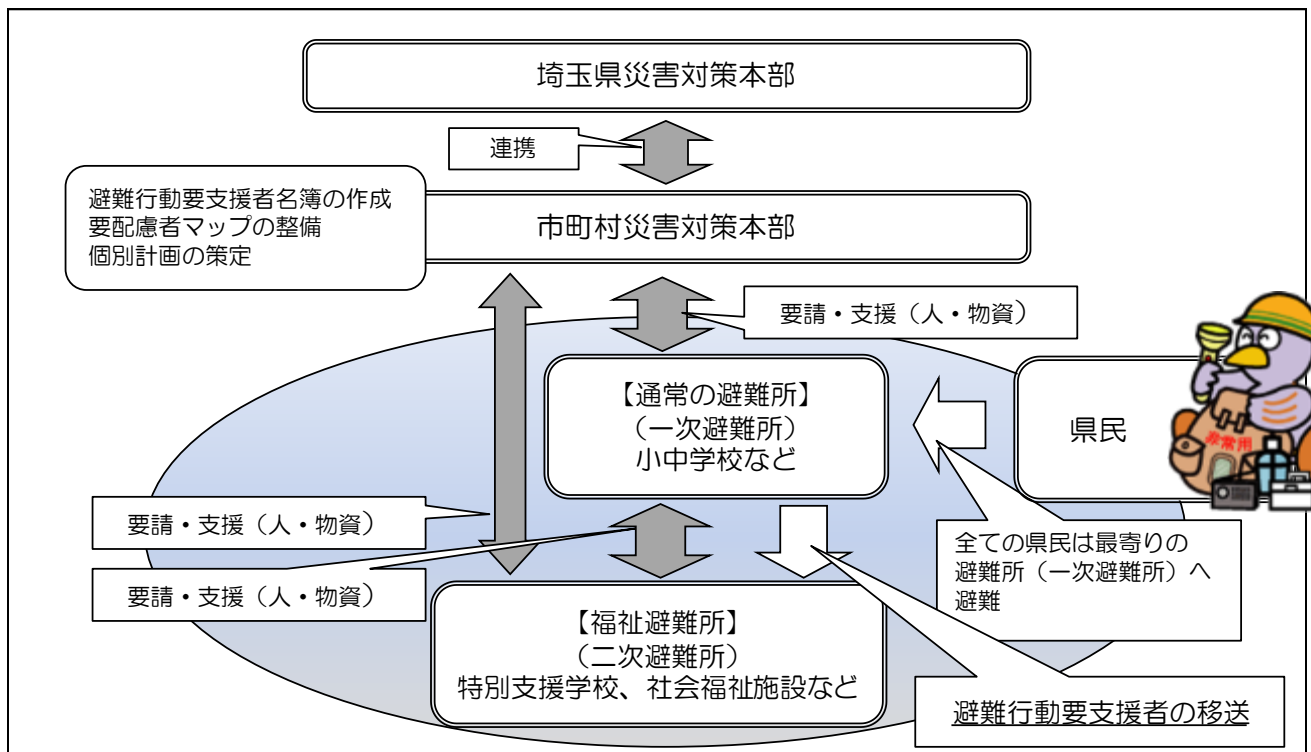 埼玉県災害対策本部
連携
避難行動要支援者名簿の作成
要配慮者マップの整備
個別計画の策定
市町村災害対策本部
要請・支援（人・物資）
【通常の避難所】
（一次避難所）
小中学校など
県民
非常用
要請・支援（人・物資）
要請・支援（人・物資）
全ての県民は最寄りの
避難所（一次避難所）へ
避難
【福祉避難所】
（二次避難所）
特別支援学校、社会福祉施設など
避難行動要支援者の移送